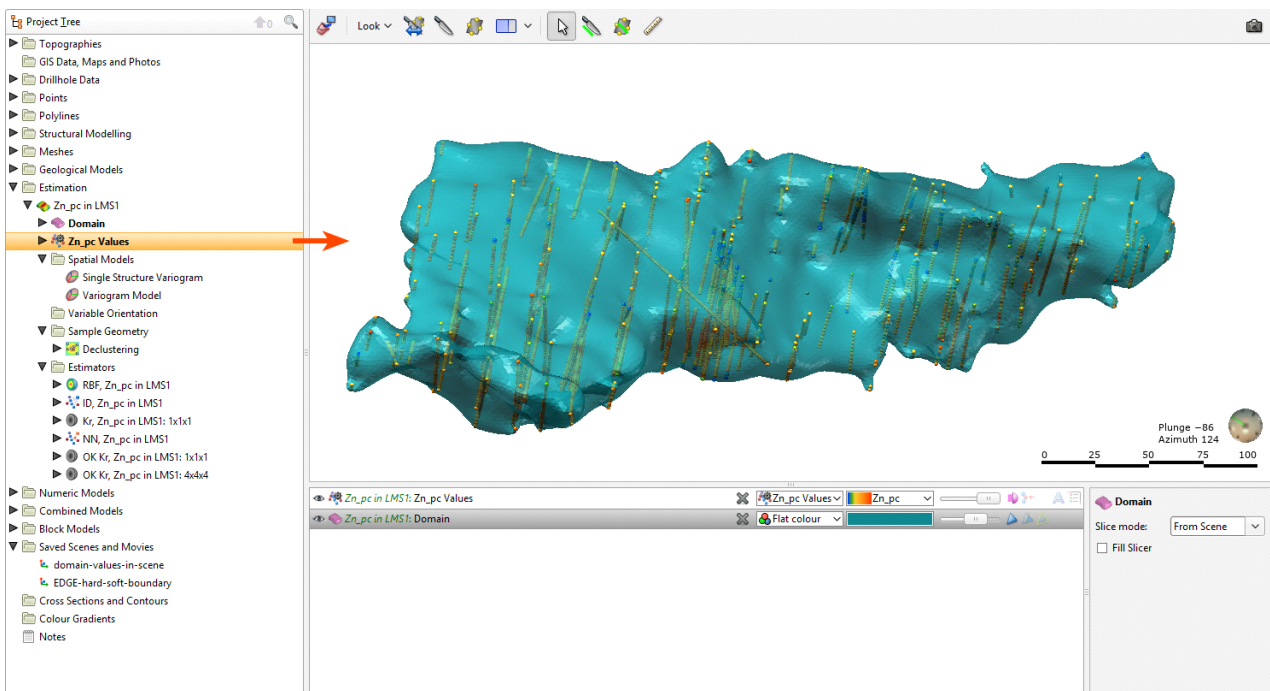 Project Tree
0
Look
Topographies
GIS Data, Maps and Photos
Drillhole Data
Points
Polylines
Structural Modelling
Meshes
Geological Models
Estimation
Zn_pc in LMS1
Domain
Zn_pc Values
Spatial Models
Single Structure Variogram
Variogram Model
Variable Orientation
Sample Geometry
Declustering
Estimators
RBF, Zn_pc in LMS1
ID, Zn_pc in LMS1
Kr, Zn_pc in LMS1: 1x1x1
NN, Zn_pc in LMS1
OK Kr, Zn_pc in LMS1: 1x1x1
OK Kr, Zn_pc in LMS1: 4x4x4
Numeric Models
Combined Models
Block Models
Saved Scenes and Movies
domain-values-in-scene
EDGE-hard-soft-boundary
Cross Sections and Contours
Colour Gradients
Notes
Plunge −86
Azimuth 124
0 25 50 75 100
Zn_pc in LMS1: Zn_pc Values Zn_pc Values Zn_pc
Zn_pc in LMS1: Domain Flat colour
Domain
Slice mode: From Scene
Fill Slicer